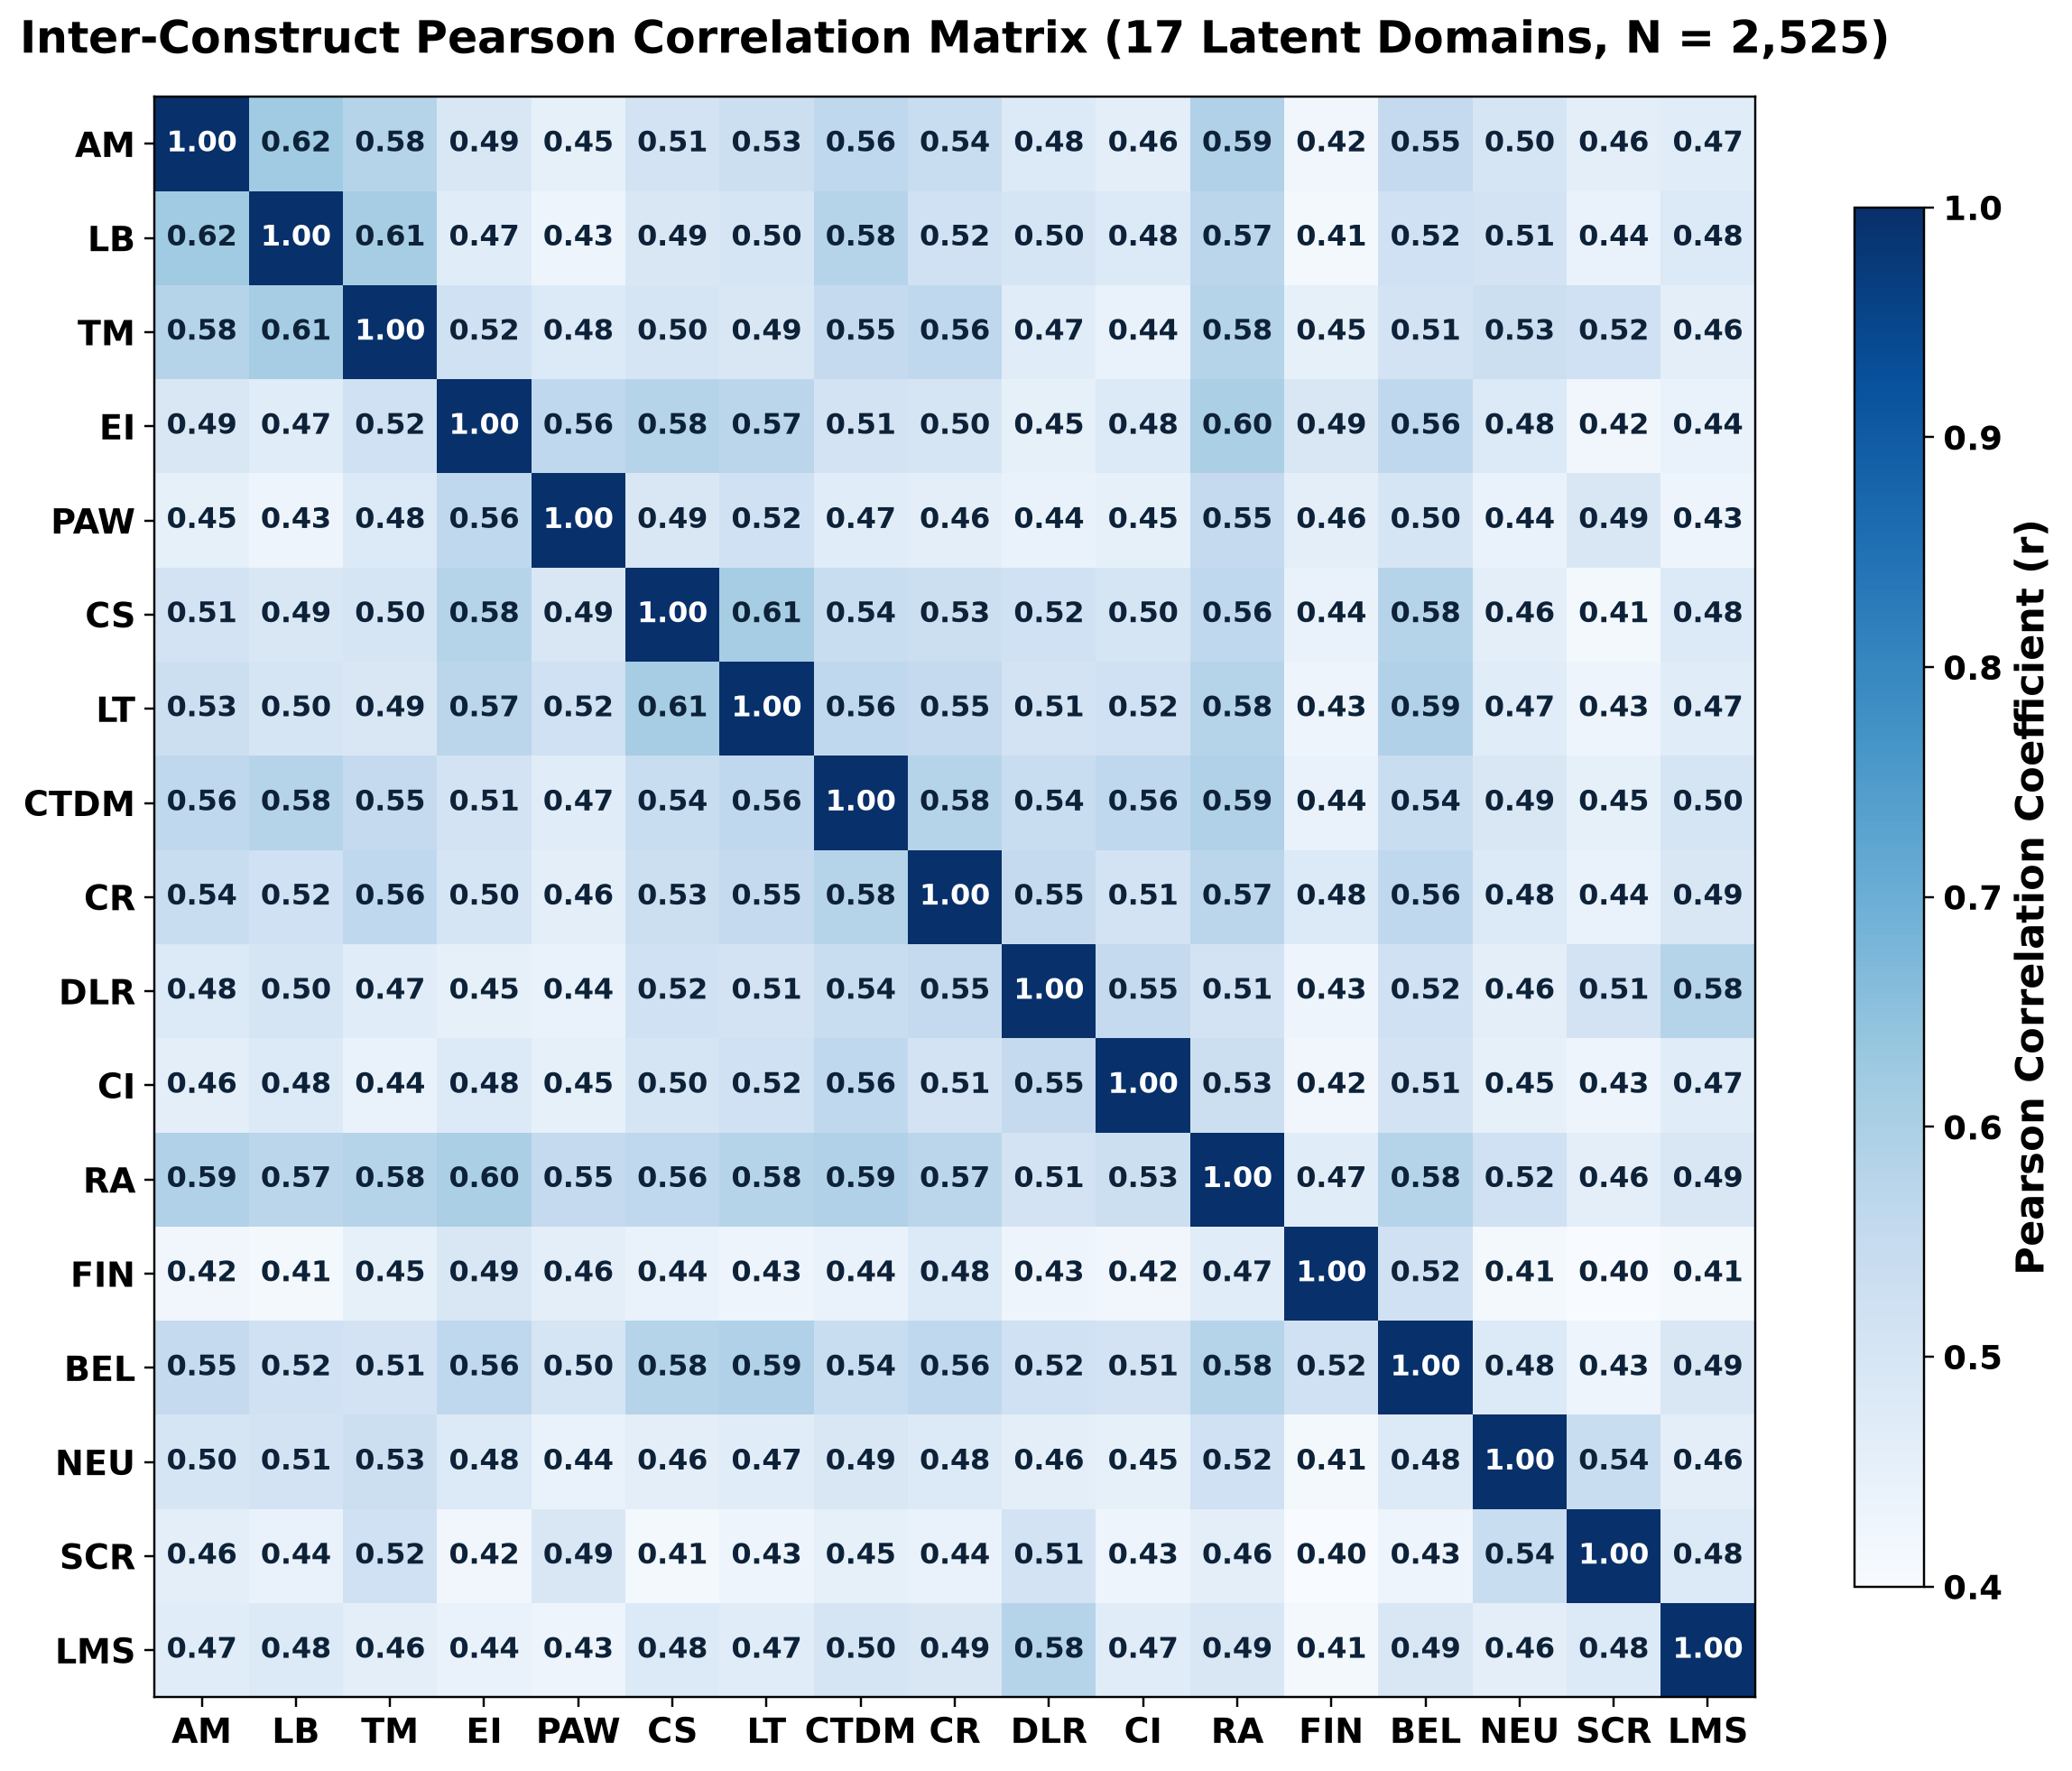 Inter-Construct Pearson Correlation Matrix (17 Latent Domains, N = 2,525)
AM 1.00 0.62 0.58 0.49 0.45 0.51 0.53 0.56 0.54 0.48 0.46 0.59 0.42 0.55 0.50 0.46 0.47
LB 0.62 1.00 0.61 0.47 0.43 0.49 0.50 0.58 0.52 0.50 0.48 0.57 0.41 0.52 0.51 0.44 0.48
TM 0.58 0.61 1.00 0.52 0.48 0.50 0.49 0.55 0.56 0.47 0.44 0.58 0.45 0.51 0.53 0.52 0.46
EI 0.49 0.47 0.52 1.00 0.56 0.58 0.57 0.51 0.50 0.45 0.48 0.60 0.49 0.56 0.48 0.42 0.44
PAW 0.45 0.43 0.48 0.56 1.00 0.49 0.52 0.47 0.46 0.44 0.45 0.55 0.46 0.50 0.44 0.49 0.43
CS 0.51 0.49 0.50 0.58 0.49 1.00 0.61 0.54 0.53 0.52 0.50 0.56 0.44 0.58 0.46 0.41 0.48
LT 0.53 0.50 0.49 0.57 0.52 0.61 1.00 0.56 0.55 0.51 0.52 0.58 0.43 0.59 0.47 0.43 0.47
CTDM 0.56 0.58 0.55 0.51 0.47 0.54 0.56 1.00 0.58 0.54 0.56 0.59 0.44 0.54 0.49 0.45 0.50
CR 0.54 0.52 0.56 0.50 0.46 0.53 0.55 0.58 1.00 0.55 0.51 0.57 0.48 0.56 0.48 0.44 0.49
DLR 0.48 0.50 0.47 0.45 0.44 0.52 0.51 0.54 0.55 1.00 0.55 0.51 0.43 0.52 0.46 0.51 0.58
CI 0.46 0.48 0.44 0.48 0.45 0.50 0.52 0.56 0.51 0.55 1.00 0.53 0.42 0.51 0.45 0.43 0.47
RA 0.59 0.57 0.58 0.60 0.55 0.56 0.58 0.59 0.57 0.51 0.53 1.00 0.47 0.58 0.52 0.46 0.49
FIN 0.42 0.41 0.45 0.49 0.46 0.44 0.43 0.44 0.48 0.43 0.42 0.47 1.00 0.52 0.41 0.40 0.41
BEL 0.55 0.52 0.51 0.56 0.50 0.58 0.59 0.54 0.56 0.52 0.51 0.58 0.52 1.00 0.48 0.43 0.49
NEU 0.50 0.51 0.53 0.48 0.44 0.46 0.47 0.49 0.48 0.46 0.45 0.52 0.41 0.48 1.00 0.54 0.46
SCR 0.46 0.44 0.52 0.42 0.49 0.41 0.43 0.45 0.44 0.51 0.43 0.46 0.40 0.43 0.54 1.00 0.48
LMS 0.47 0.48 0.46 0.44 0.43 0.48 0.47 0.50 0.49 0.58 0.47 0.49 0.41 0.49 0.46 0.48 1.00
AM LB TM EI PAW CS LT CTDM CR DLR CI RA FIN BEL NEU SCR LMS
1.0
0.9
0.8
0.7
0.6
0.5
0.4
Pearson Correlation Coefficient (r)